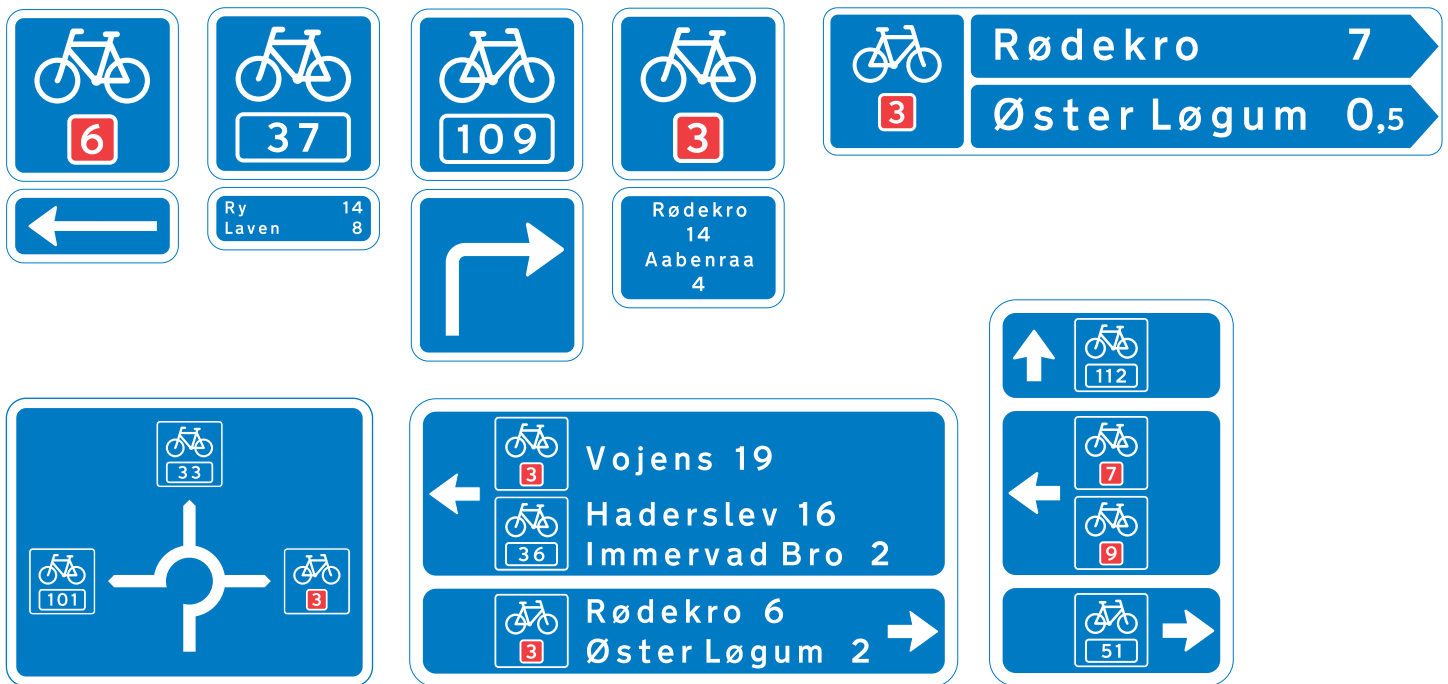 6
37
Ry 14
Laven 8
109
3
Rødekro
14
Aabenraa
4
3
Rødekro 7
Øster Løgum 0,5
33
101
3
3
Vojens 19
36
Haderslev 16
Immervad Bro 2
3
Rødekro 6
Øster Løgum 2
112
7
9
51